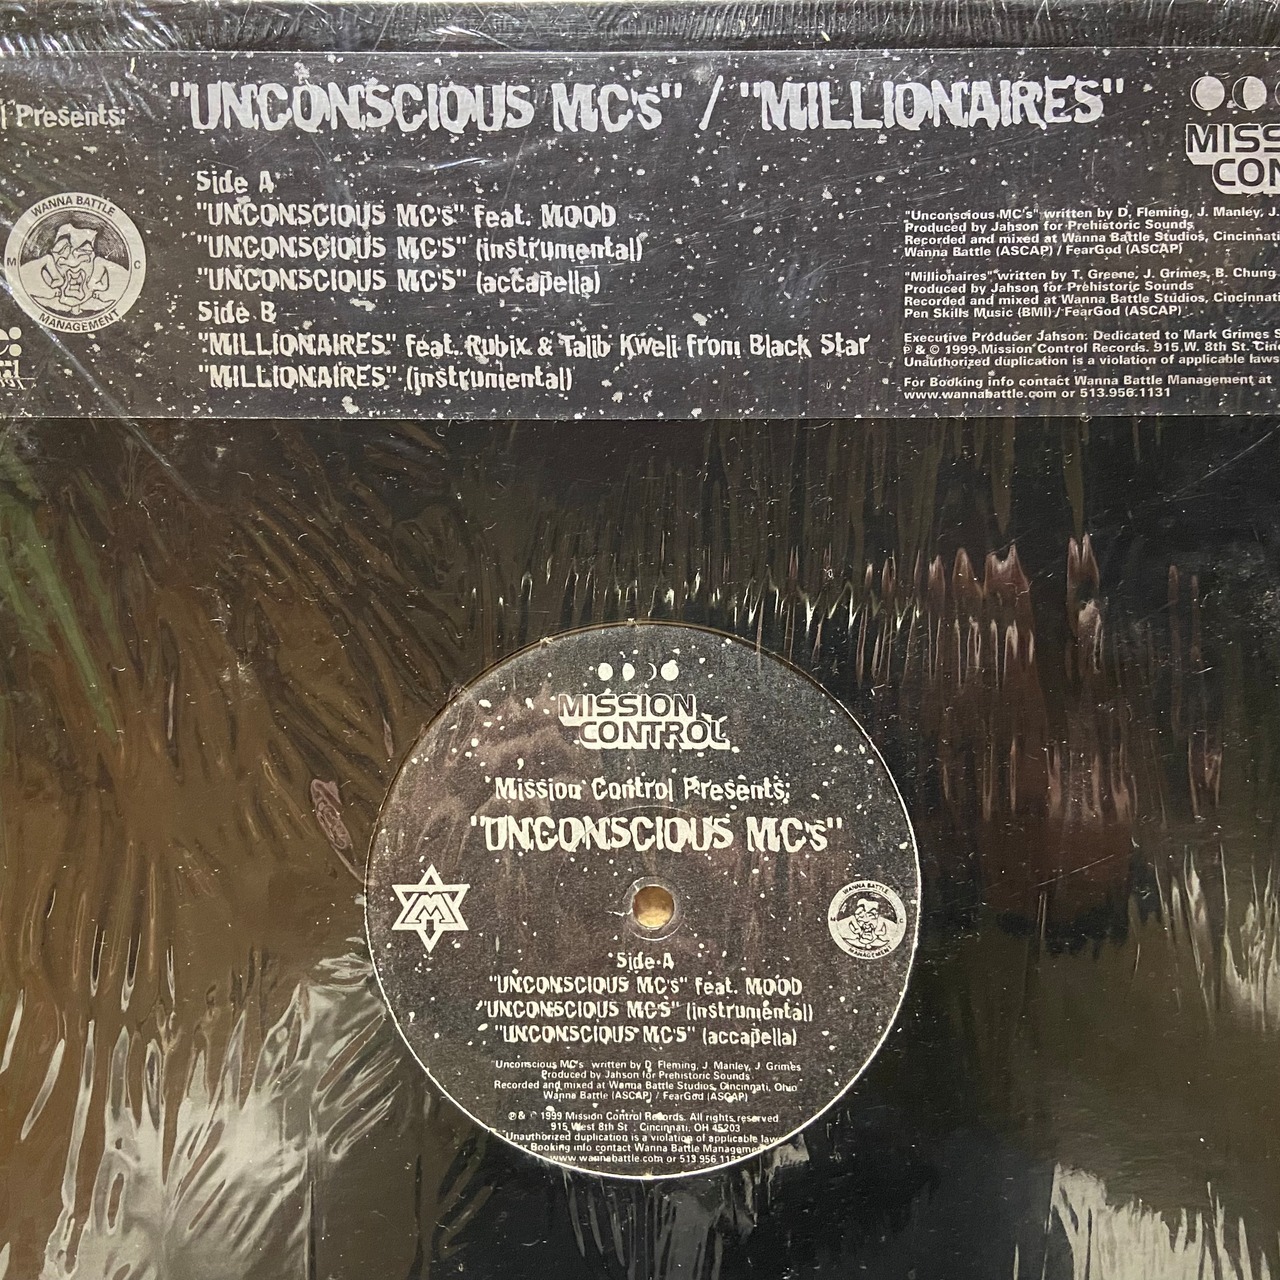 Presents:
"UNCONSCIOUS MC's" / "MILLIONAIRES"
Side A
"UNCONSCIOUS MC's" feat. MOOD
"UNCONSCIOUS MC'S" (instrumental)
"UNCONSCIOUS MC'S" (accapella)
Side B
"MILLIONAIRES" feat. Rubix & Talib Kweli from Black Star
"MILLIONAIRES" (instrumental)
WANNA BATTLE
M C
MANAGEMENT
MISS
CON
"Unconscious MC's" written by D. Fleming, J. Manley, J.
Produced by Jahson for Prehistoric Sounds
Recorded and mixed at Wanna Battle Studios, Cincinnati
Wanna Battle (ASCAP) / FearGod (ASCAP)
"Millionaires" written by T. Greene, J. Grimes, B. Chung
Produced by Jahson for Prehistoric Sounds
Recorded and mixed at Wanna Battle Studios, Cincinnati
Pen Skills Music (BMI) / FearGod (ASCAP)
Executive Producer Jahson: Dedicated to Mark Grimes S
℗ & © 1999 Mission Control Records. 915 W. 8th St. Cinc
Unauthorized duplication is a violation of applicable laws
For Booking info contact Wanna Battle Management at
www.wannabattle.com or 513.956.1131
MISSION
CONTROL
Mission Control Presents:
"UNCONSCIOUS MC's"
WANNA BATTLE
MANAGEMENT
Side A
"UNCONSCIOUS MC's" feat. MOOD
"UNCONSCIOUS MC'S" (instrumental)
"UNCONSCIOUS MC'S" (accapella)
"Unconscious MC's" written by D. Fleming, J. Manley, J. Grimes
Produced by Jahson for Prehistoric Sounds
Recorded and mixed at Wanna Battle Studios, Cincinnati, Ohio
Wanna Battle (ASCAP) / FearGod (ASCAP)
℗ & © 1999 Mission Control Records. All rights reserved
915 West 8th St. Cincinnati, OH 45203
Unauthorized duplication is a violation of applicable laws
Booking info contact Wanna Battle Managemen
www.wannabattle.com or 513 956 113